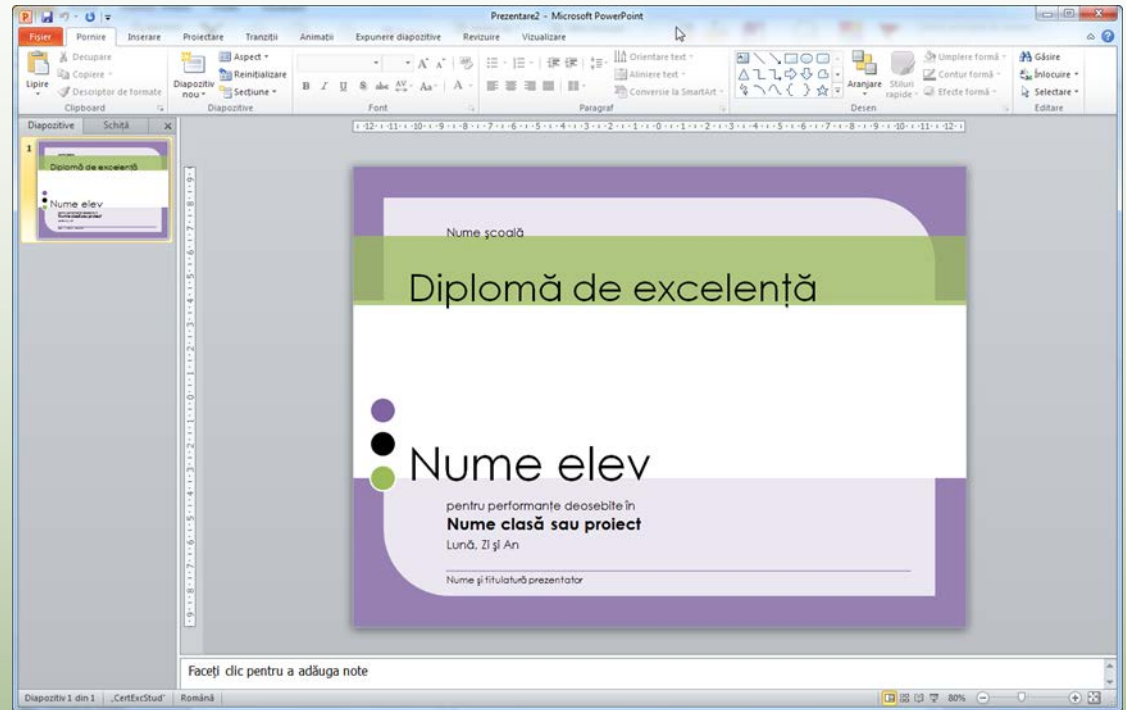 Prezentare2 - Microsoft PowerPoint
Fișier Pornire Inserare Proiectare Tranziții Animații Expunere diapozitive Revizuire Vizualizare
Lipire
Decupare
Copiere
Descriptor de formate
Clipboard
Diapozitiv nou
Aspect
Reinițializare
Secțiune
Diapozitive
B I U S abc AV Aa A
Font
Orientare text
Aliniere text
Conversie la SmartArt
Paragraf
Aranjare
Stiluri rapide
Umplere formă
Contur formă
Efecte formă
Desen
Găsire
Înlocuire
Selectare
Editare
Diapozitive Schiță
1
Diplomă de excelență
Nume elev
Nume școală
Diplomă de excelență
Nume elev
pentru performanțe deosebite în
Nume clasă sau proiect
Lună, Zi și An
Nume și titulatură prezentator
Faceți clic pentru a adăuga note
Diapozitiv 1 din 1 „CertExcStud” Română 80%